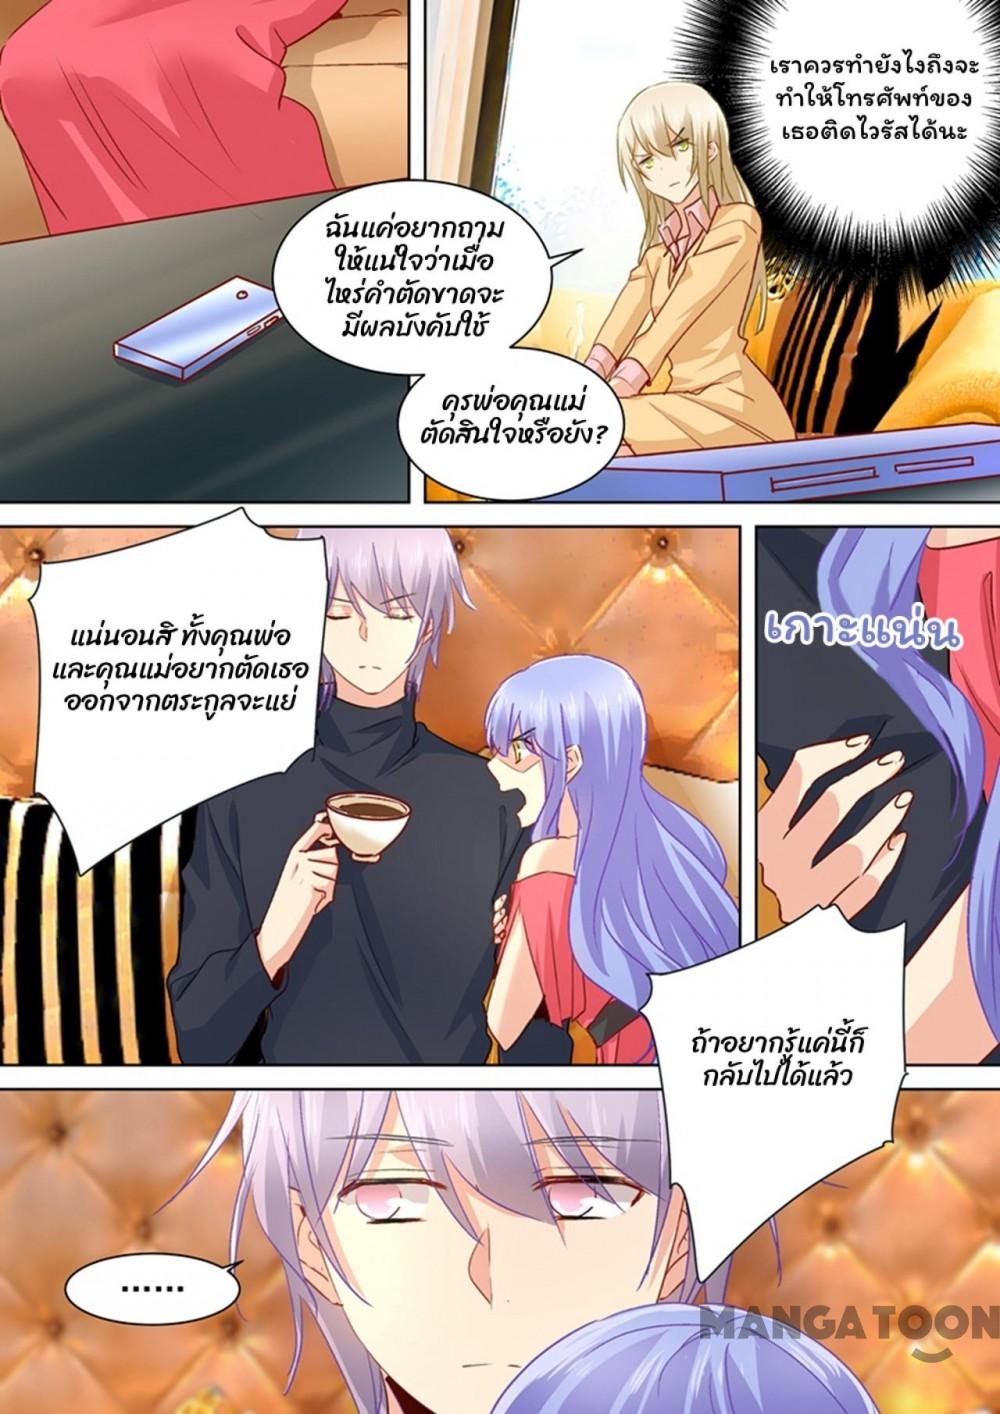 เราควรทำยังไงถึงจะ
ทำให้โทรศัพท์ของ
เธอติดไวรัสได้นะ
ฉันแค่อยากถาม
ให้แน่ใจว่าเมื่อ
ไหร่คำตัดขาดจะ
มีผลบังคับใช้
คุรพ่อคุณแม่
ตัดสินใจหรือยัง?
แน่นอนสิ ทั้งคุณพ่อ
และคุณแม่อยากตัดเธอ
ออกจากตระกูลจะแย่
เกาะแน่น
ถ้าอยากรู้แค่นี้ก็
กลับไปได้แล้ว
······
MANGATOON